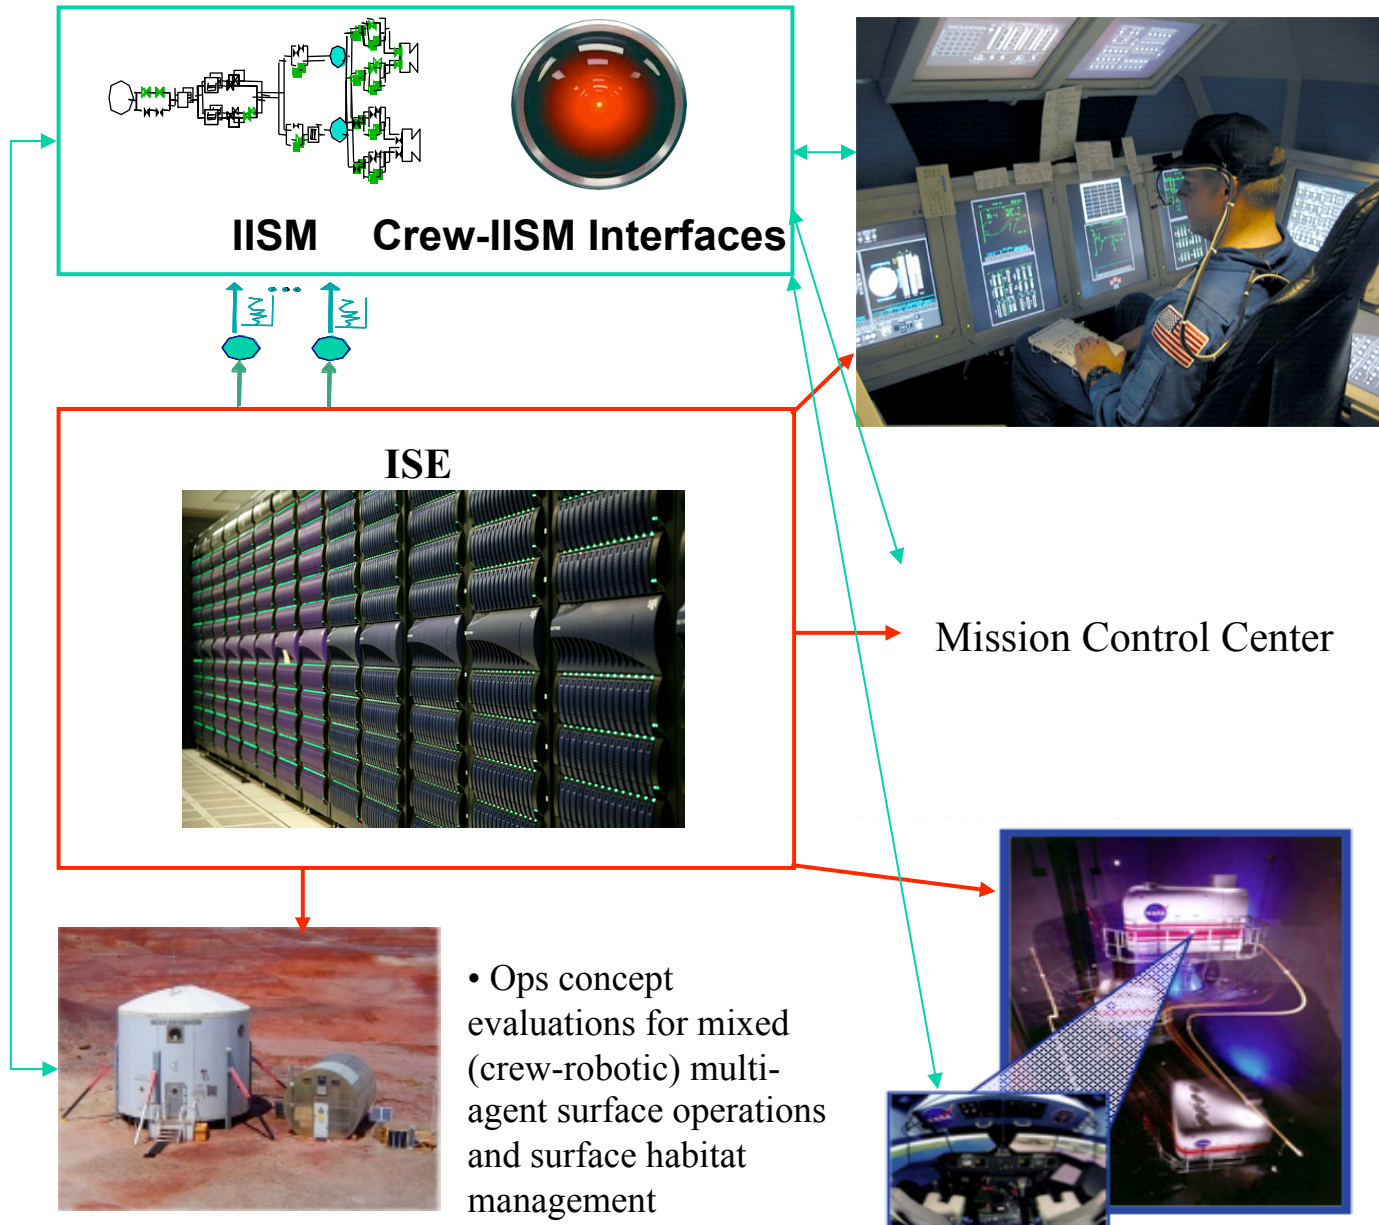 IISM
Crew-IISM Interfaces
ISE
Mission Control Center
• Ops concept
evaluations for mixed
(crew-robotic) multi-
agent surface operations
and surface habitat
management
NASA